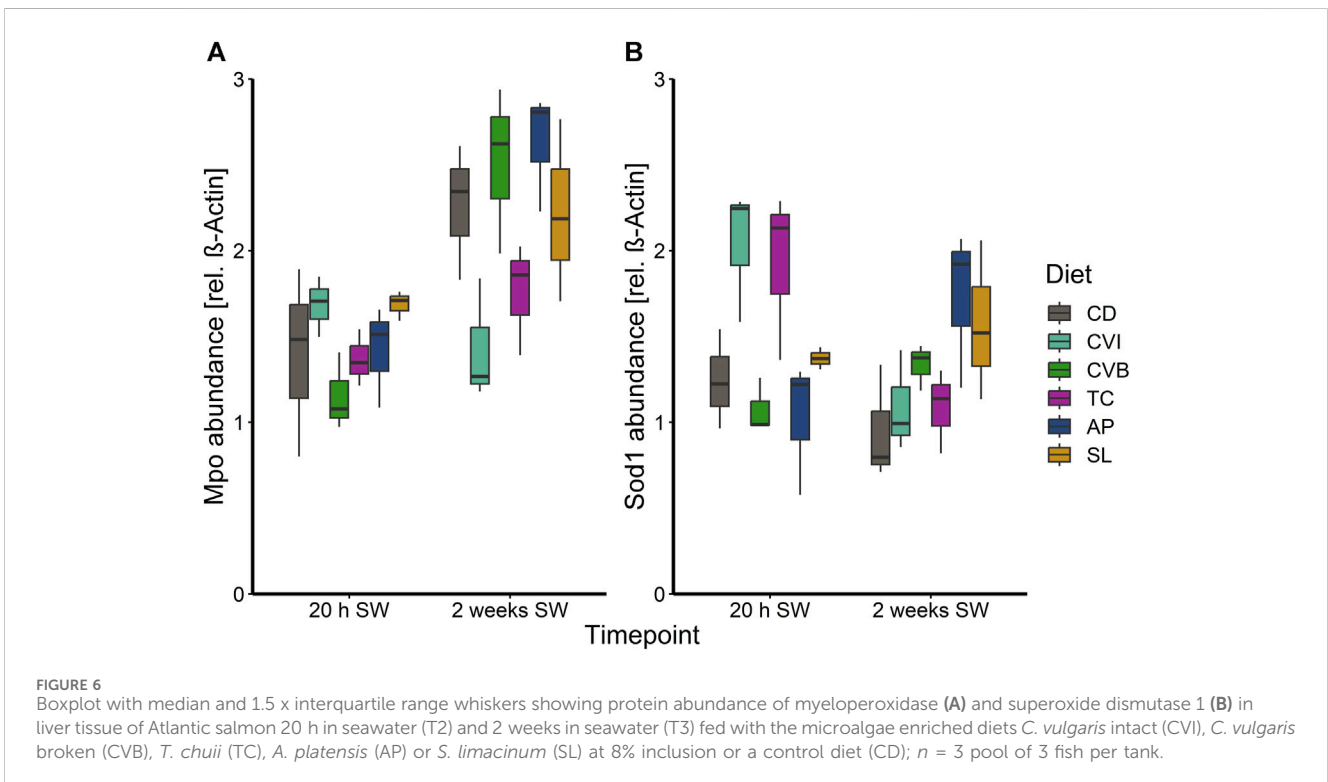 A
B
3
2
1
0
Mpo abundance [rel. ß-Actin]
20 h SW
2 weeks SW
3
2
1
0
Sod1 abundance [rel. ß-Actin]
20 h SW
2 weeks SW
Timepoint
Diet
CD
CVI
CVB
TC
AP
SL
FIGURE 6
Boxplot with median and 1.5 x interquartile range whiskers showing protein abundance of myeloperoxidase (A) and superoxide dismutase 1 (B) in
liver tissue of Atlantic salmon 20 h in seawater (T2) and 2 weeks in seawater (T3) fed with the microalgae enriched diets C. vulgaris intact (CVI), C. vulgaris
broken (CVB), T. chuii (TC), A. platensis (AP) or S. limacinum (SL) at 8% inclusion or a control diet (CD); n = 3 pool of 3 fish per tank.